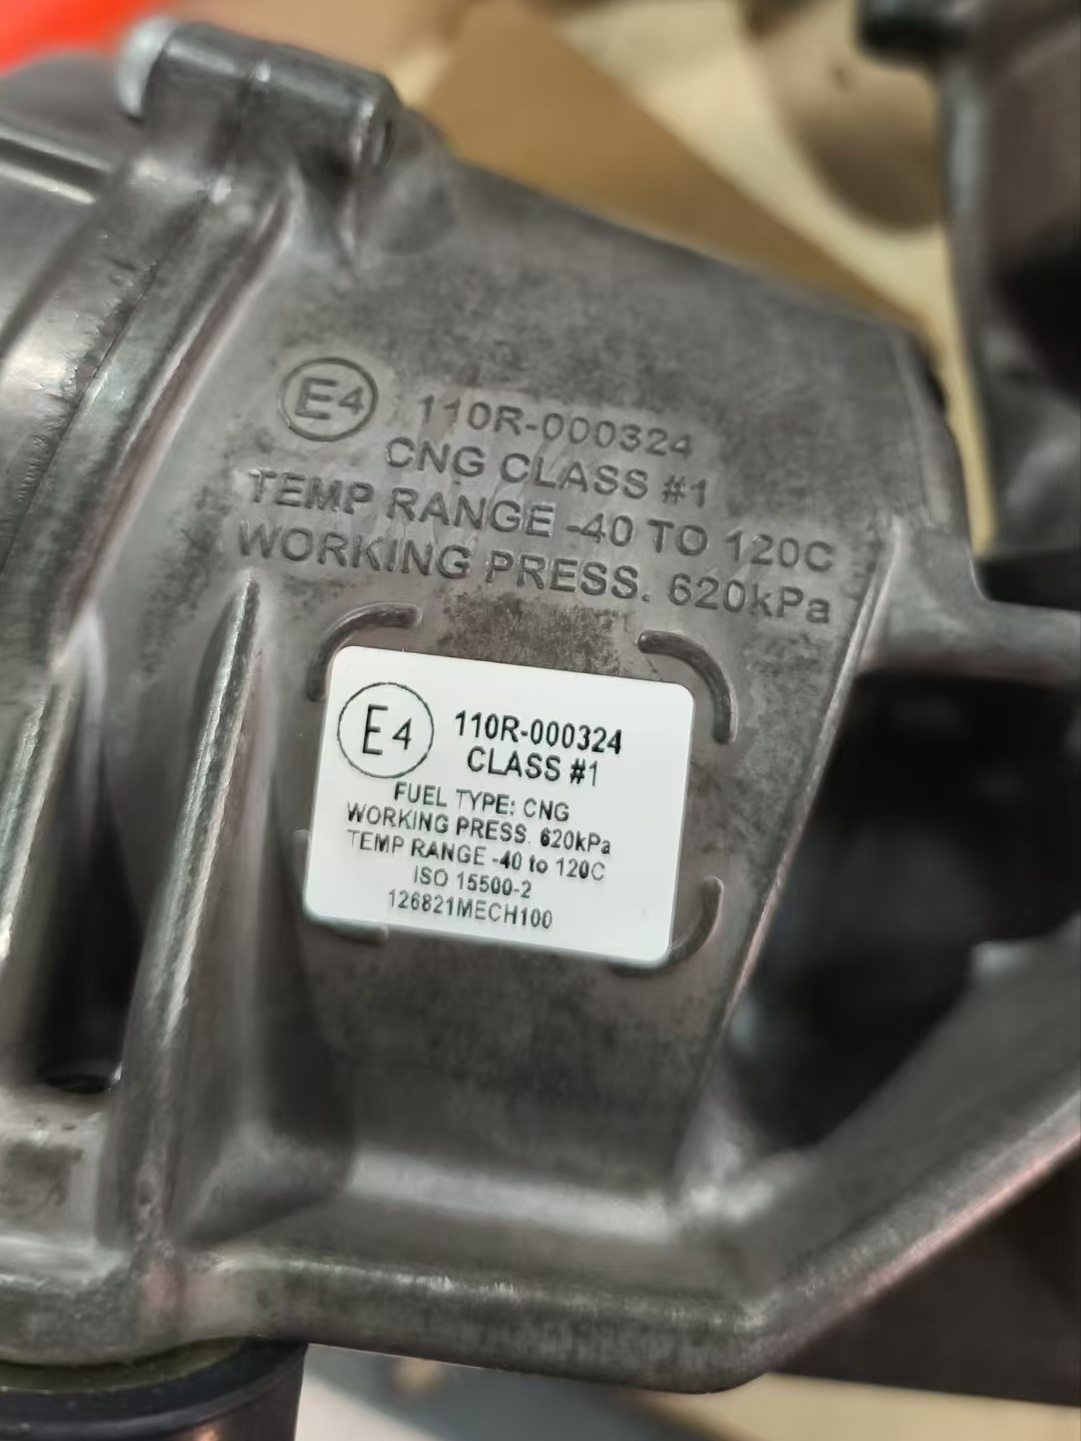 E4 110R-000324
CNG CLASS #1
TEMP RANGE -40 TO 120C
WORKING PRESS. 620kPa
E4 110R-000324
CLASS #1
FUEL TYPE: CNG
WORKING PRESS. 620kPa
TEMP RANGE -40 to 120C
ISO 15500-2
126821MECH100